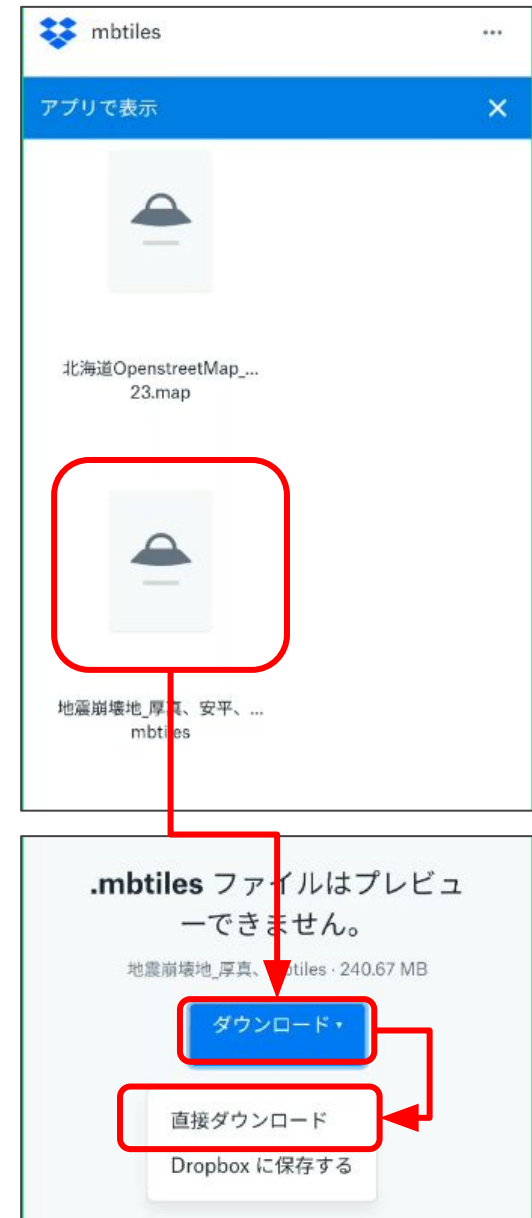 mbtiles
アプリで表示
北海道OpenstreetMap_...
23.map
地震崩壊地_厚真、安平、...
mbtiles
.mbtiles ファイルはプレビュ
ーできません。
地震崩壊地_厚真、 btiles · 240.67 MB
ダウンロード
直接ダウンロード
Dropbox に保存する